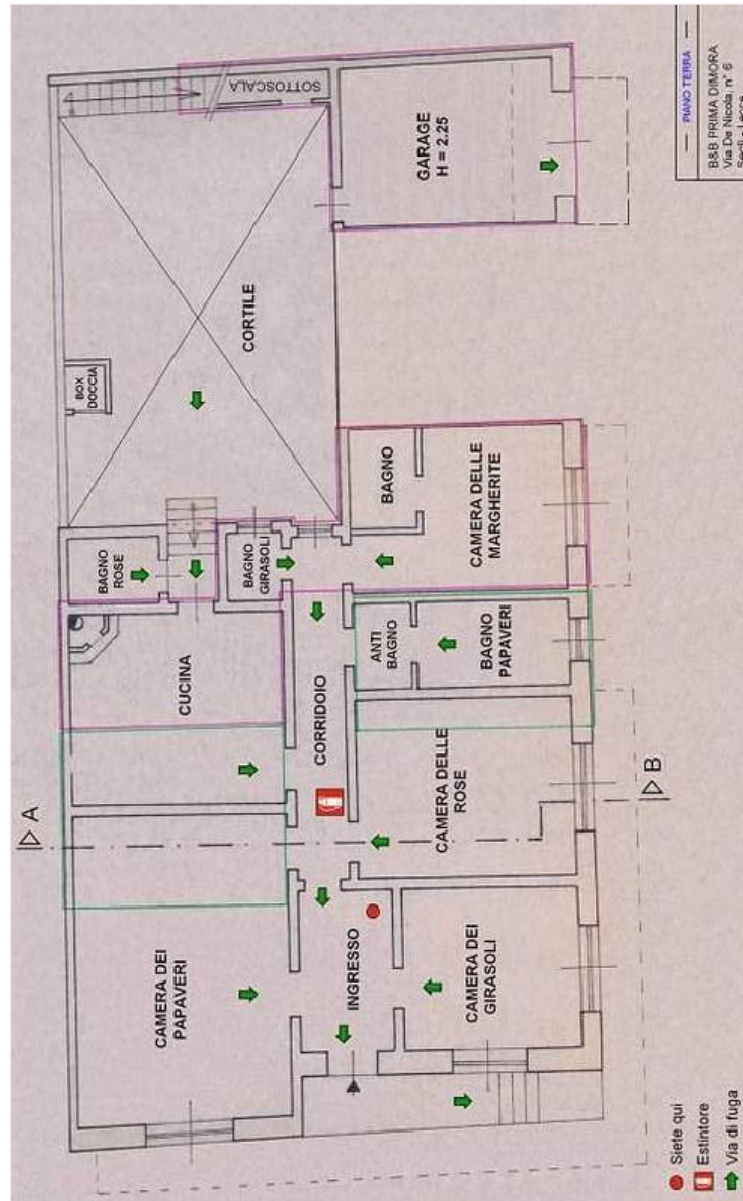 SOTTOSCALA
GARAGE
H = 2.25
CORTILE
BOX
DOCCIA
BAGNO
ROSE
BAGNO
GIRASOLI
BAGNO
CAMERA DELLE
MARGHERITE
CUCINA
CORRIDOIO
ANTI
BAGNO
BAGNO
PAPAVERI
CAMERA DELLE
ROSE
A
B
CAMERA DEI
PAPAVERI
INGRESSO
CAMERA DEI
GIRASOLI
Siete qui
Estintore
Via di fuga
— PIANO TERRA —
B&B PRIMA DIMORA
Via De Nicola, n° 6